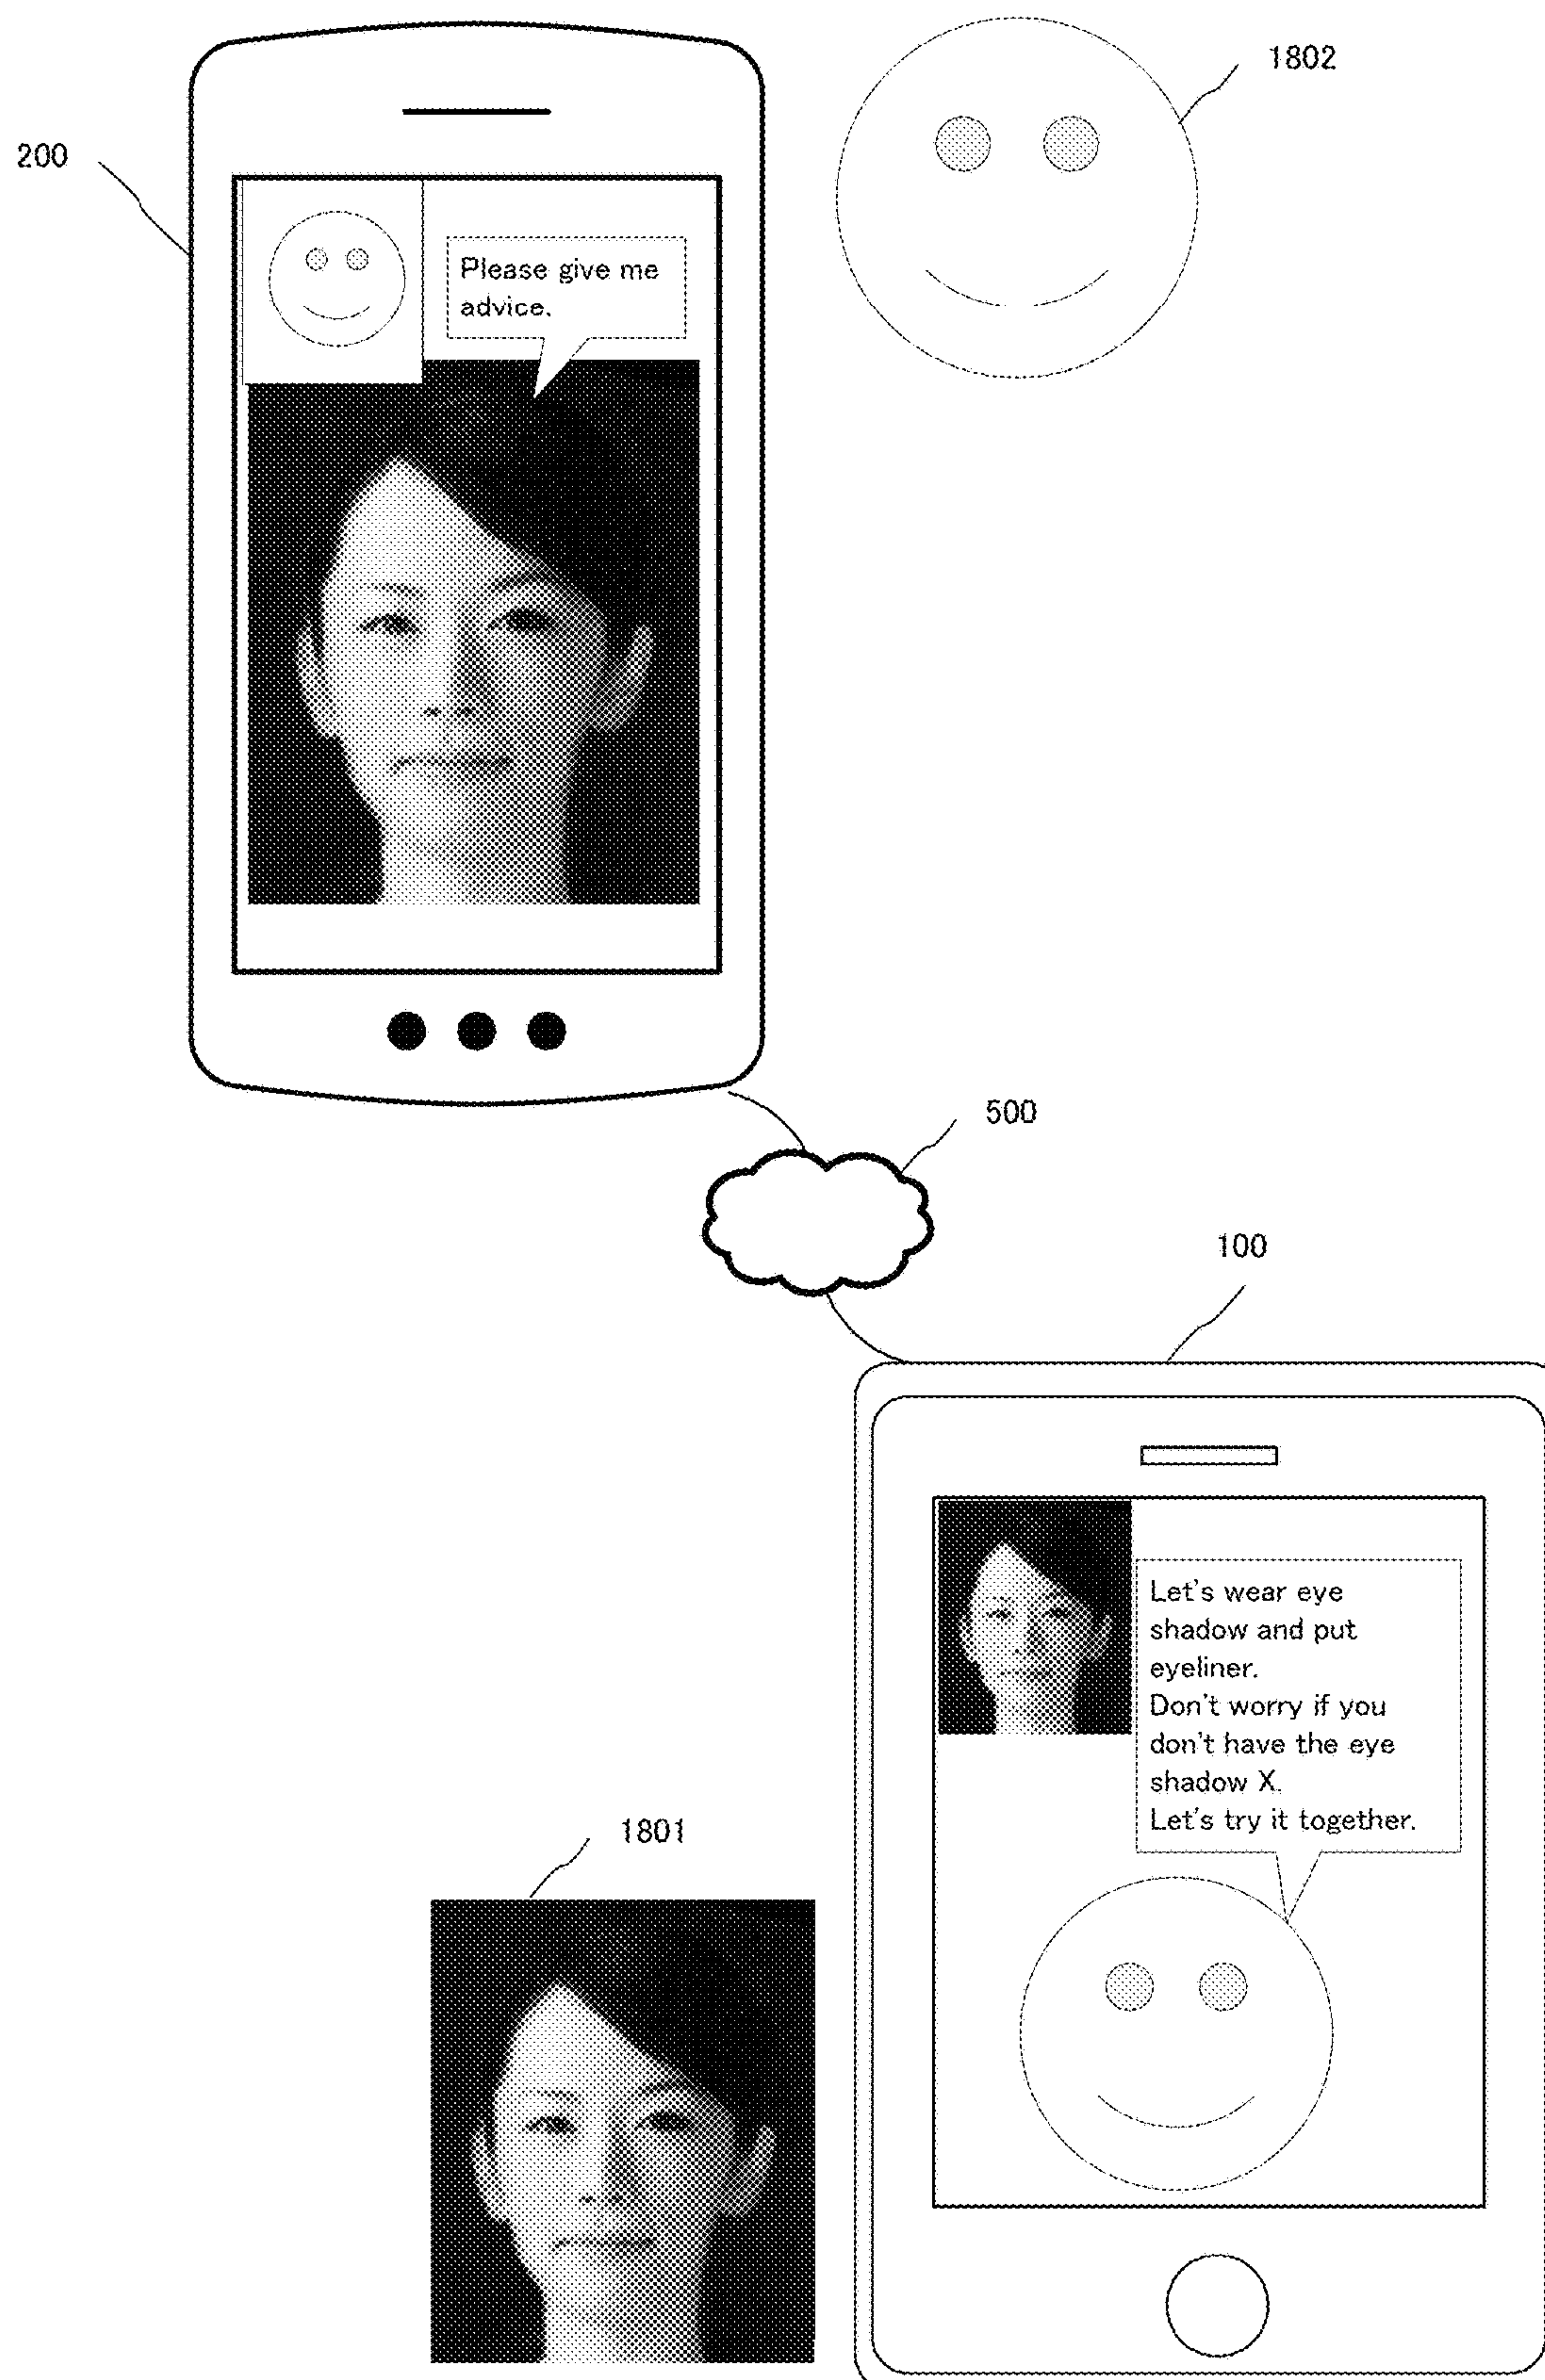 1802
200
Please give me
advice.
500
100
Let's wear eye
shadow and put
eyeliner.
Don't worry if you
don't have the eye
shadow X.
Let's try it together.
1801